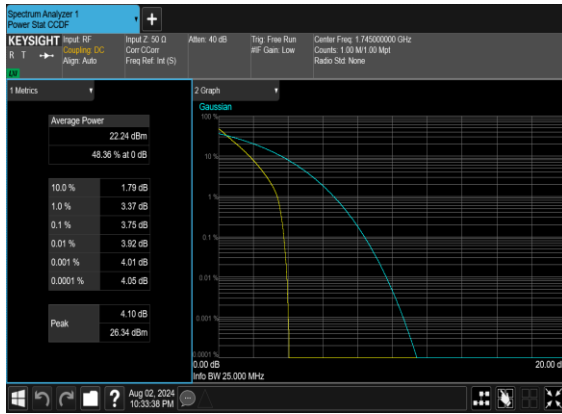 Spectrum Analyzer 1
Power Stat CCDF
KEYSIGHT
R T
Input: RF
Coupling: DC
Align: Auto
Input Z: 50 Ω
Corr CCorr
Freq Ref: Int (S)
Atten: 40 dB
Trig: Free Run
#IF Gain: Low
Center Freq: 1.745000000 GHz
Counts: 1.00 M/1.00 Mpt
Radio Std: None
1 Metrics
Average Power
22.24 dBm
48.36 % at 0 dB
10.0 % 1.79 dB
1.0 % 3.37 dB
0.1 % 3.75 dB
0.01 % 3.92 dB
0.001 % 4.01 dB
0.0001 % 4.05 dB
Peak
4.10 dB
26.34 dBm
2 Graph
Gaussian
100 %
10 %
1 %
0.1 %
0.01 %
0.001 %
0.0001 %
0.00 dB
20.00 d
Info BW 25.000 MHz
Aug 02, 2024
10:33:38 PM